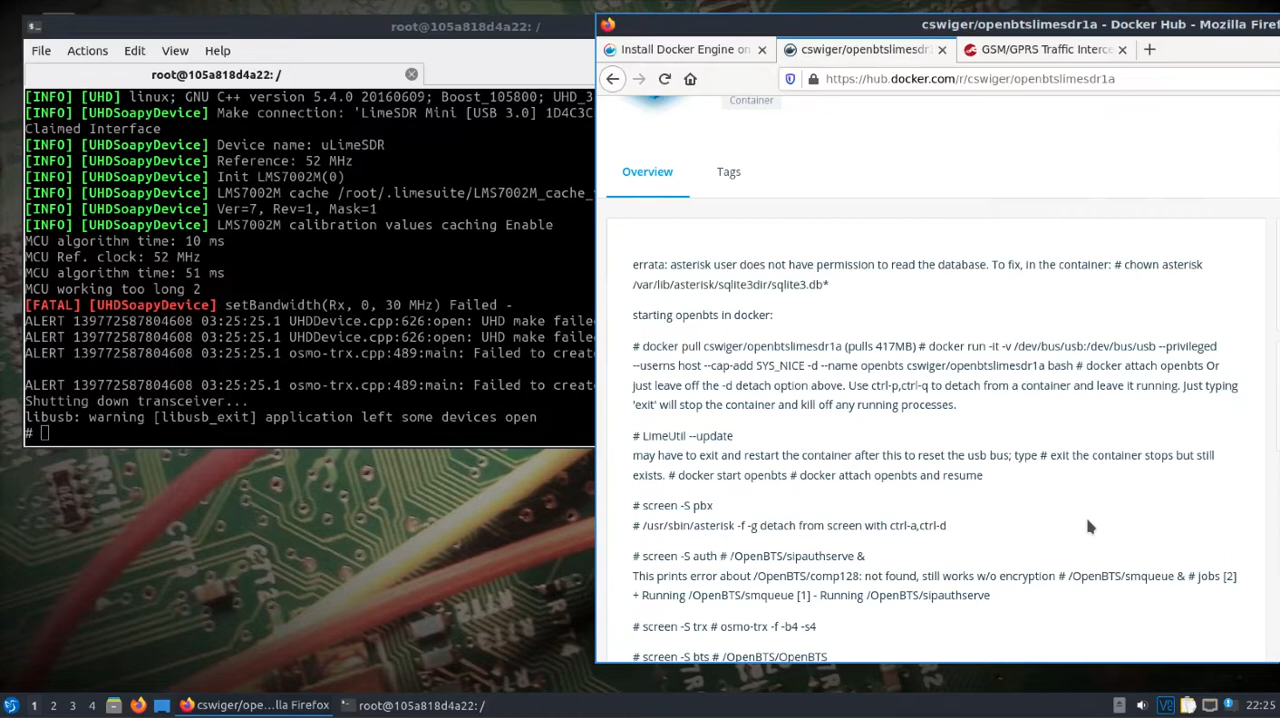 root@105a818d4a22: /
cswiger/openbtslimesdr1a - Docker Hub - Mozilla Firef
File Actions Edit View Help
root@105a818d4a22: /
Install Docker Engine on
cswiger/openbtslimesdr
GSM/GPRS Traffic Interce
https://hub.docker.com/r/cswiger/openbtslimesdr1a
[INFO] [UHD] linux; GNU C++ version 5.4.0 20160609; Boost_105800; UHD_3
[INFO] [UHDSoapyDevice] Make connection: 'LimeSDR Mini [USB 3.0] 1D4C3C
Claimed Interface
[INFO] [UHDSoapyDevice] Device name: uLimeSDR
[INFO] [UHDSoapyDevice] Reference: 52 MHz
[INFO] [UHDSoapyDevice] Init LMS7002M(0)
[INFO] [UHDSoapyDevice] LMS7002M cache /root/.limesuite/LMS7002M_cache_
[INFO] [UHDSoapyDevice] Ver=7, Rev=1, Mask=1
[INFO] [UHDSoapyDevice] LMS7002M calibration values caching Enable
MCU algorithm time: 10 ms
MCU Ref. clock: 52 MHz
MCU algorithm time: 51 ms
MCU working too long 2
[FATAL] [UHDSoapyDevice] setBandwidth(Rx, 0, 30 MHz) Failed -
ALERT 139772587804608 03:25:25.1 UHDDevice.cpp:626:open: UHD make faile
ALERT 139772587804608 03:25:25.1 UHDDevice.cpp:626:open: UHD make faile
ALERT 139772587804608 03:25:25.1 osmo-trx.cpp:489:main: Failed to create
ALERT 139772587804608 03:25:25.1 osmo-trx.cpp:489:main: Failed to create
Shutting down transceiver...
libusb: warning [libusb_exit] application left some devices open
#
Container
Overview Tags
errata: asterisk user does not have permission to read the database. To fix, in the container: # chown asterisk
/var/lib/asterisk/sqlite3dir/sqlite3.db*
starting openbts in docker:
# docker pull cswiger/openbtslimesdr1a (pulls 417MB) # docker run -it -v /dev/bus/usb:/dev/bus/usb --privileged
--userns host --cap-add SYS_NICE -d --name openbts cswiger/openbtslimesdr1a bash # docker attach openbts Or
just leave off the -d detach option above. Use ctrl-p,ctrl-q to detach from a container and leave it running. Just typing
'exit' will stop the container and kill off any running processes.
# LimeUtil --update
may have to exit and restart the container after this to reset the usb bus; type # exit the container stops but still
exists. # docker start openbts # docker attach openbts and resume
# screen -S pbx
# /usr/sbin/asterisk -f -g detach from screen with ctrl-a,ctrl-d
# screen -S auth # /OpenBTS/sipauthserve &
This prints error about /OpenBTS/comp128: not found, still works w/o encryption # /OpenBTS/smqueue & # jobs [2]
+ Running /OpenBTS/smqueue [1] - Running /OpenBTS/sipauthserve
# screen -S trx # osmo-trx -f -b4 -s4
# screen -S bts # /OpenBTS/OpenBTS
1 2 3 4
cswiger/ope...lla Firefox
root@105a818d4a22: /
22:25